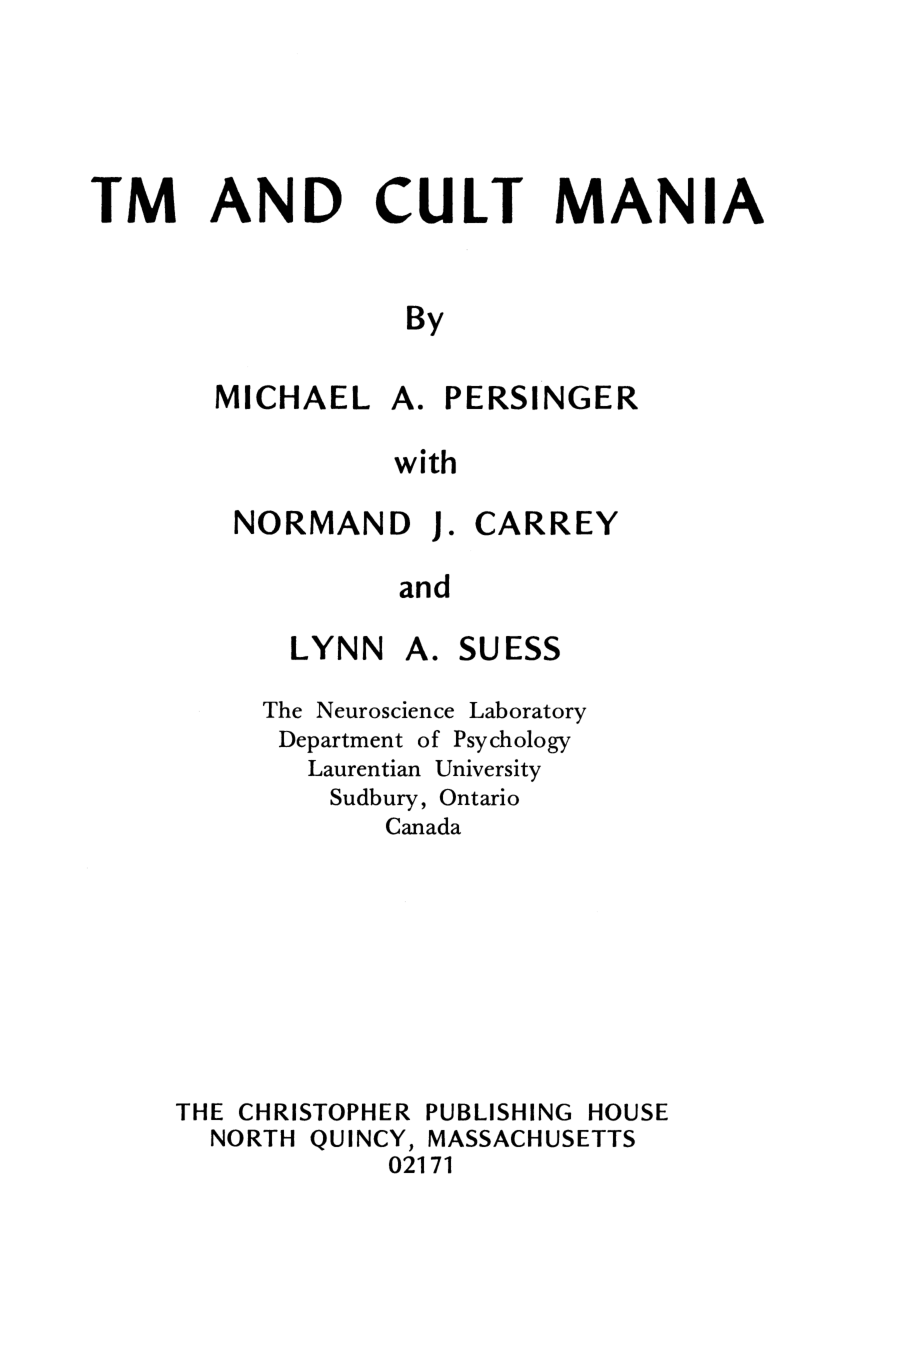 TM AND CULT MANIA
By
MICHAEL A. PERSINGER
with
NORMAND J. CARREY
and
LYNN A. SUESS
The Neuroscience Laboratory
Department of Psychology
Laurentian University
Sudbury, Ontario
Canada
THE CHRISTOPHER PUBLISHING HOUSE
NORTH QUINCY, MASSACHUSETTS
02171